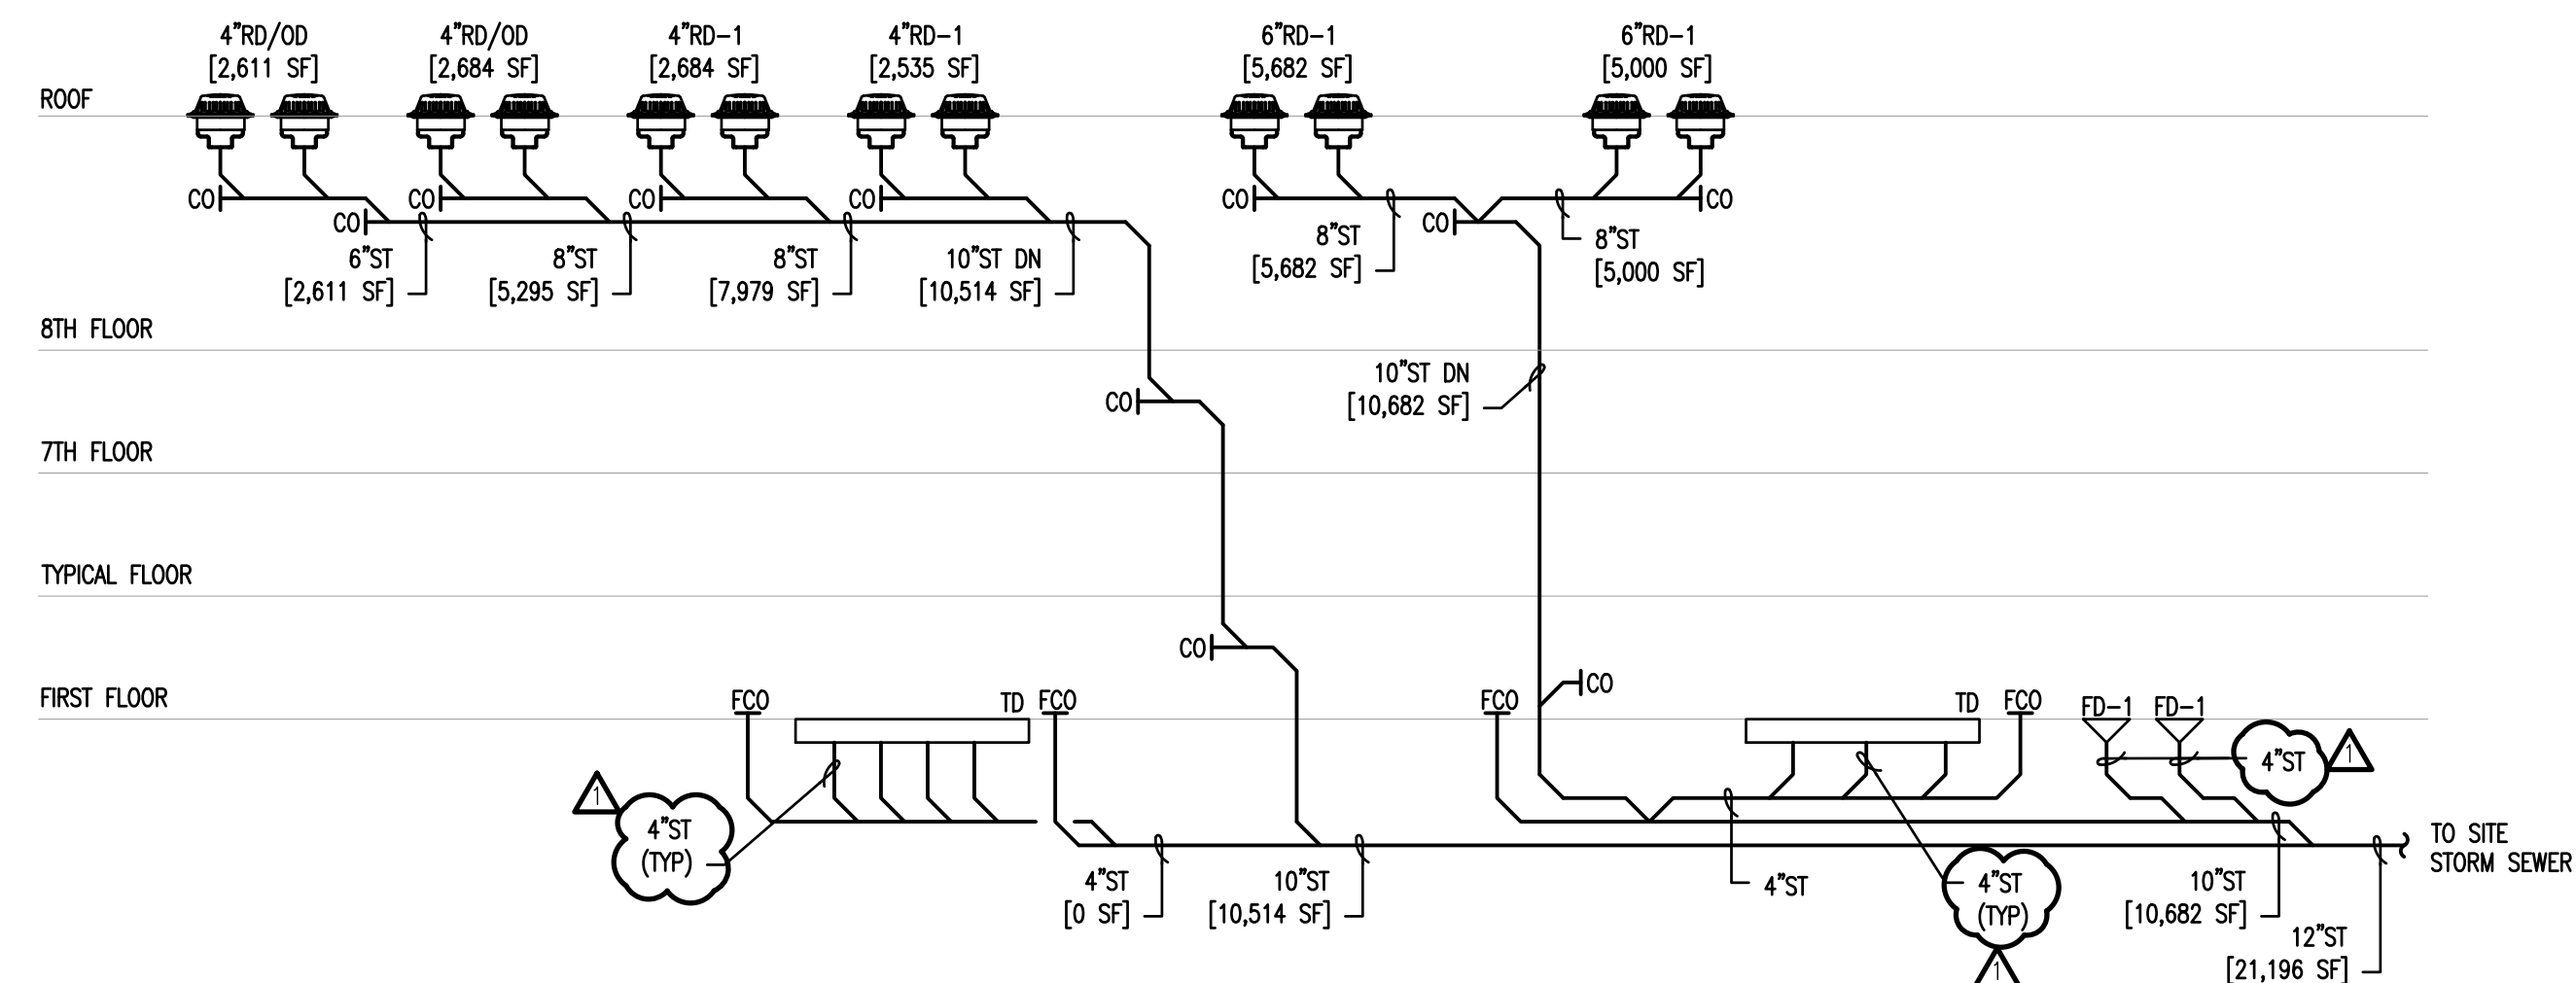 4"RD/OD
[2,611 SF]
4"RD/OD
[2,684 SF]
4"RD-1
[2,684 SF]
4"RD-1
[2,535 SF]
6"RD-1
[5,682 SF]
6"RD-1
[5,000 SF]
ROOF
CO
CO
CO
CO
CO
CO
CO
CO
6"ST
[2,611 SF]
8"ST
[5,295 SF]
8"ST
[7,979 SF]
10"ST DN
[10,514 SF]
8"ST
[5,682 SF]
8"ST
[5,000 SF]
8TH FLOOR
10"ST DN
[10,682 SF]
CO
7TH FLOOR
TYPICAL FLOOR
CO
CO
FIRST FLOOR
FCO
TD
FCO
FCO
TD
FCO
FD-1
FD-1
4"ST
1
1
4"ST
(TYP)
4"ST
[0 SF]
10"ST
[10,514 SF]
4"ST
4"ST
(TYP)
1
10"ST
[10,682 SF]
12"ST
[21,196 SF]
TO SITE
STORM SEWER